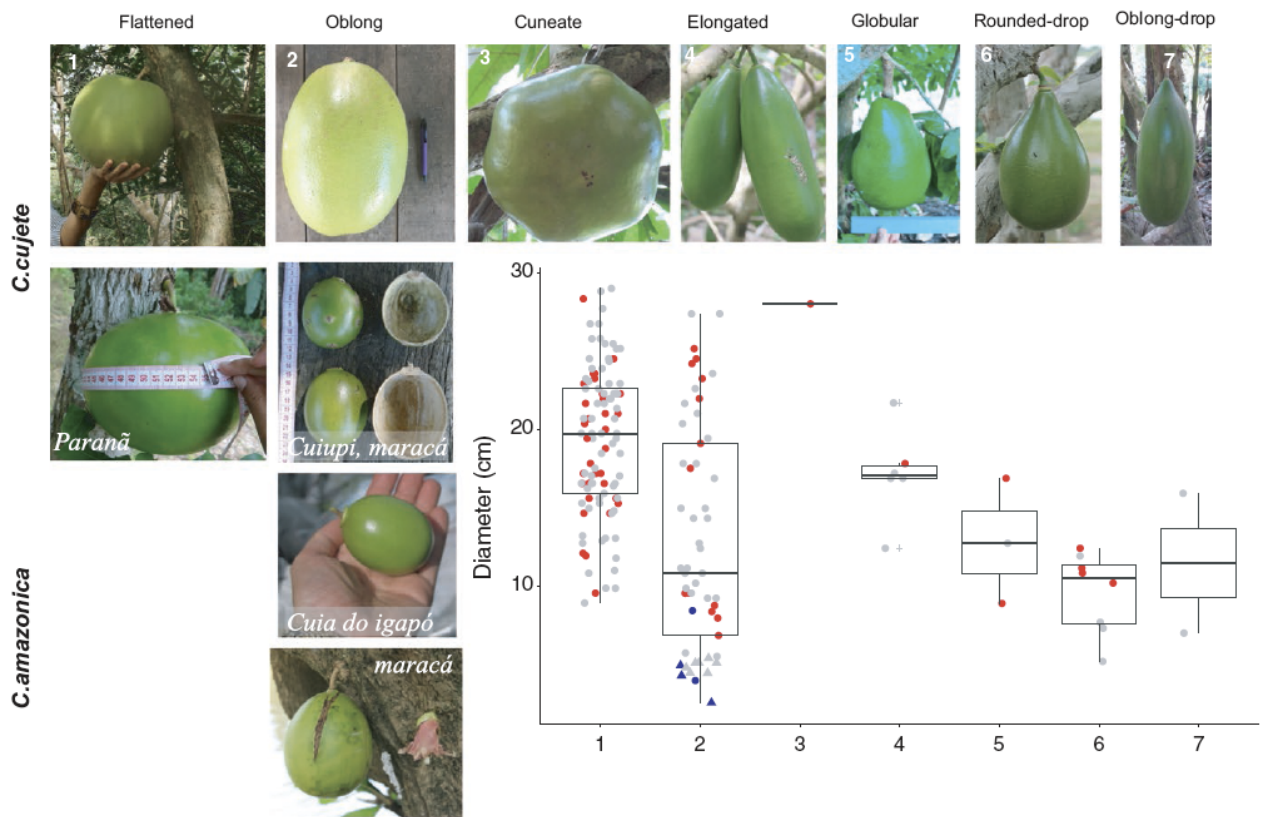 Flattened
Oblong
Cuneate
Elongated
Globular
Rounded-drop
Oblong-drop
1
2
3
4
5
6
7
C.cujete
Paranã
Cuiupi, maracá
C.amazonica
Cuia do igapó
maracá
Diameter (cm)
30
20
10
1
2
3
4
5
6
7